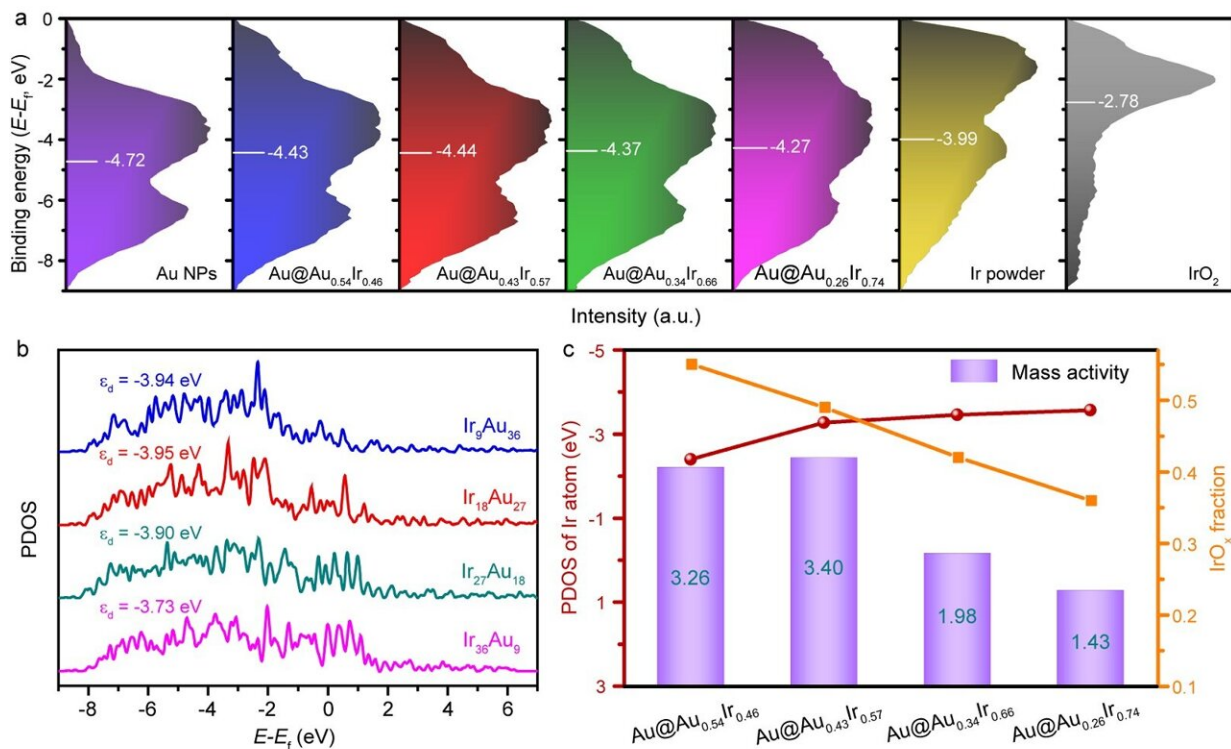 a
Binding energy (E-Ef, eV)
0
-2
-4
-6
-8
-4.72
Au NPs
-4.43
Au@Au0.54Ir0.46
-4.44
Au@Au0.43Ir0.57
-4.37
Au@Au0.34Ir0.66
-4.27
Au@Au0.26Ir0.74
-3.99
Ir powder
-2.78
IrO2
Intensity (a.u.)
b
PDOS
εd = -3.94 eV
Ir9Au36
εd = -3.95 eV
Ir18Au27
εd = -3.90 eV
Ir27Au18
εd = -3.73 eV
Ir36Au9
-8 -6 -4 -2 0 2 4 6
E-Ef (eV)
c
PDOS of Ir atom (eV)
-5
-3
-1
1
3
Mass activity
3.26
3.40
1.98
1.43
0.5
0.4
0.3
0.2
0.1
IrOx fraction
Au@Au0.54Ir0.46
Au@Au0.43Ir0.57
Au@Au0.34Ir0.66
Au@Au0.26Ir0.74